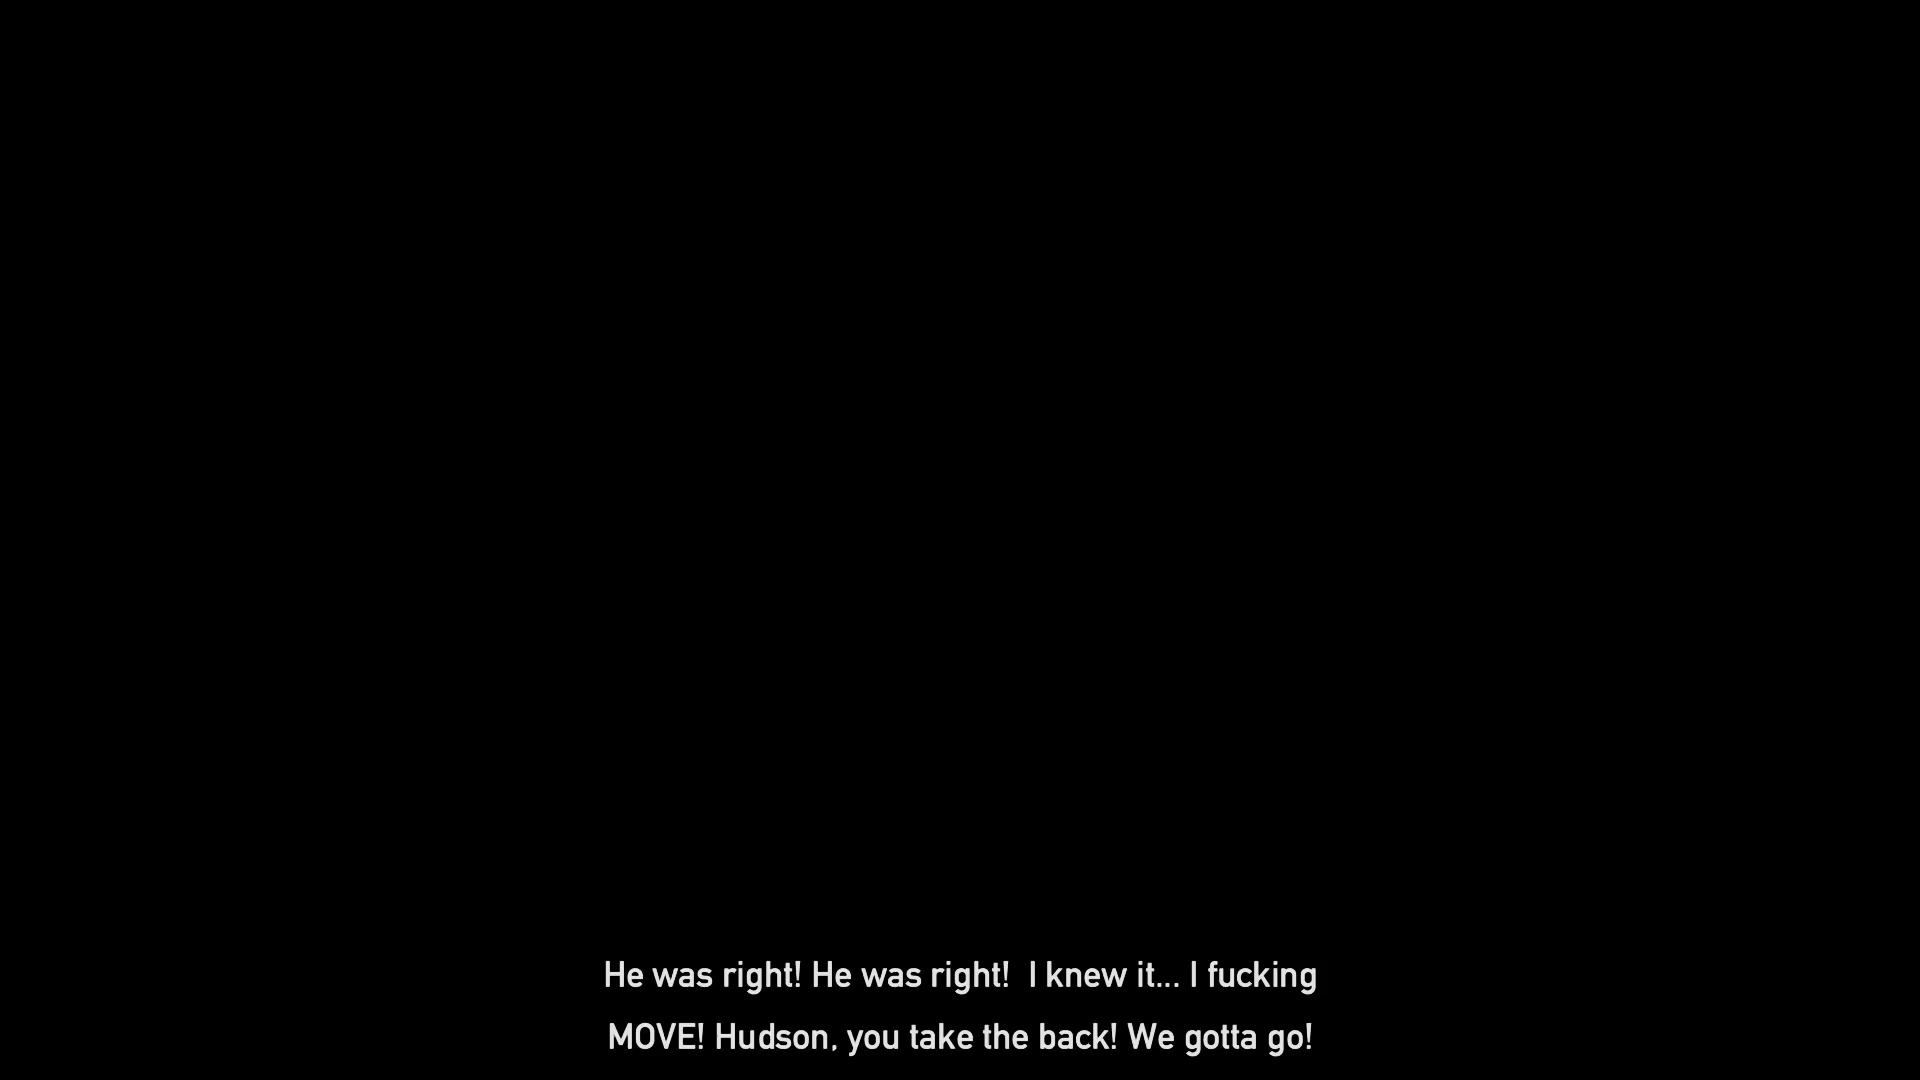 He was right! He was right!  I knew it... I fucking
MOVE! Hudson, you take the back! We gotta go!